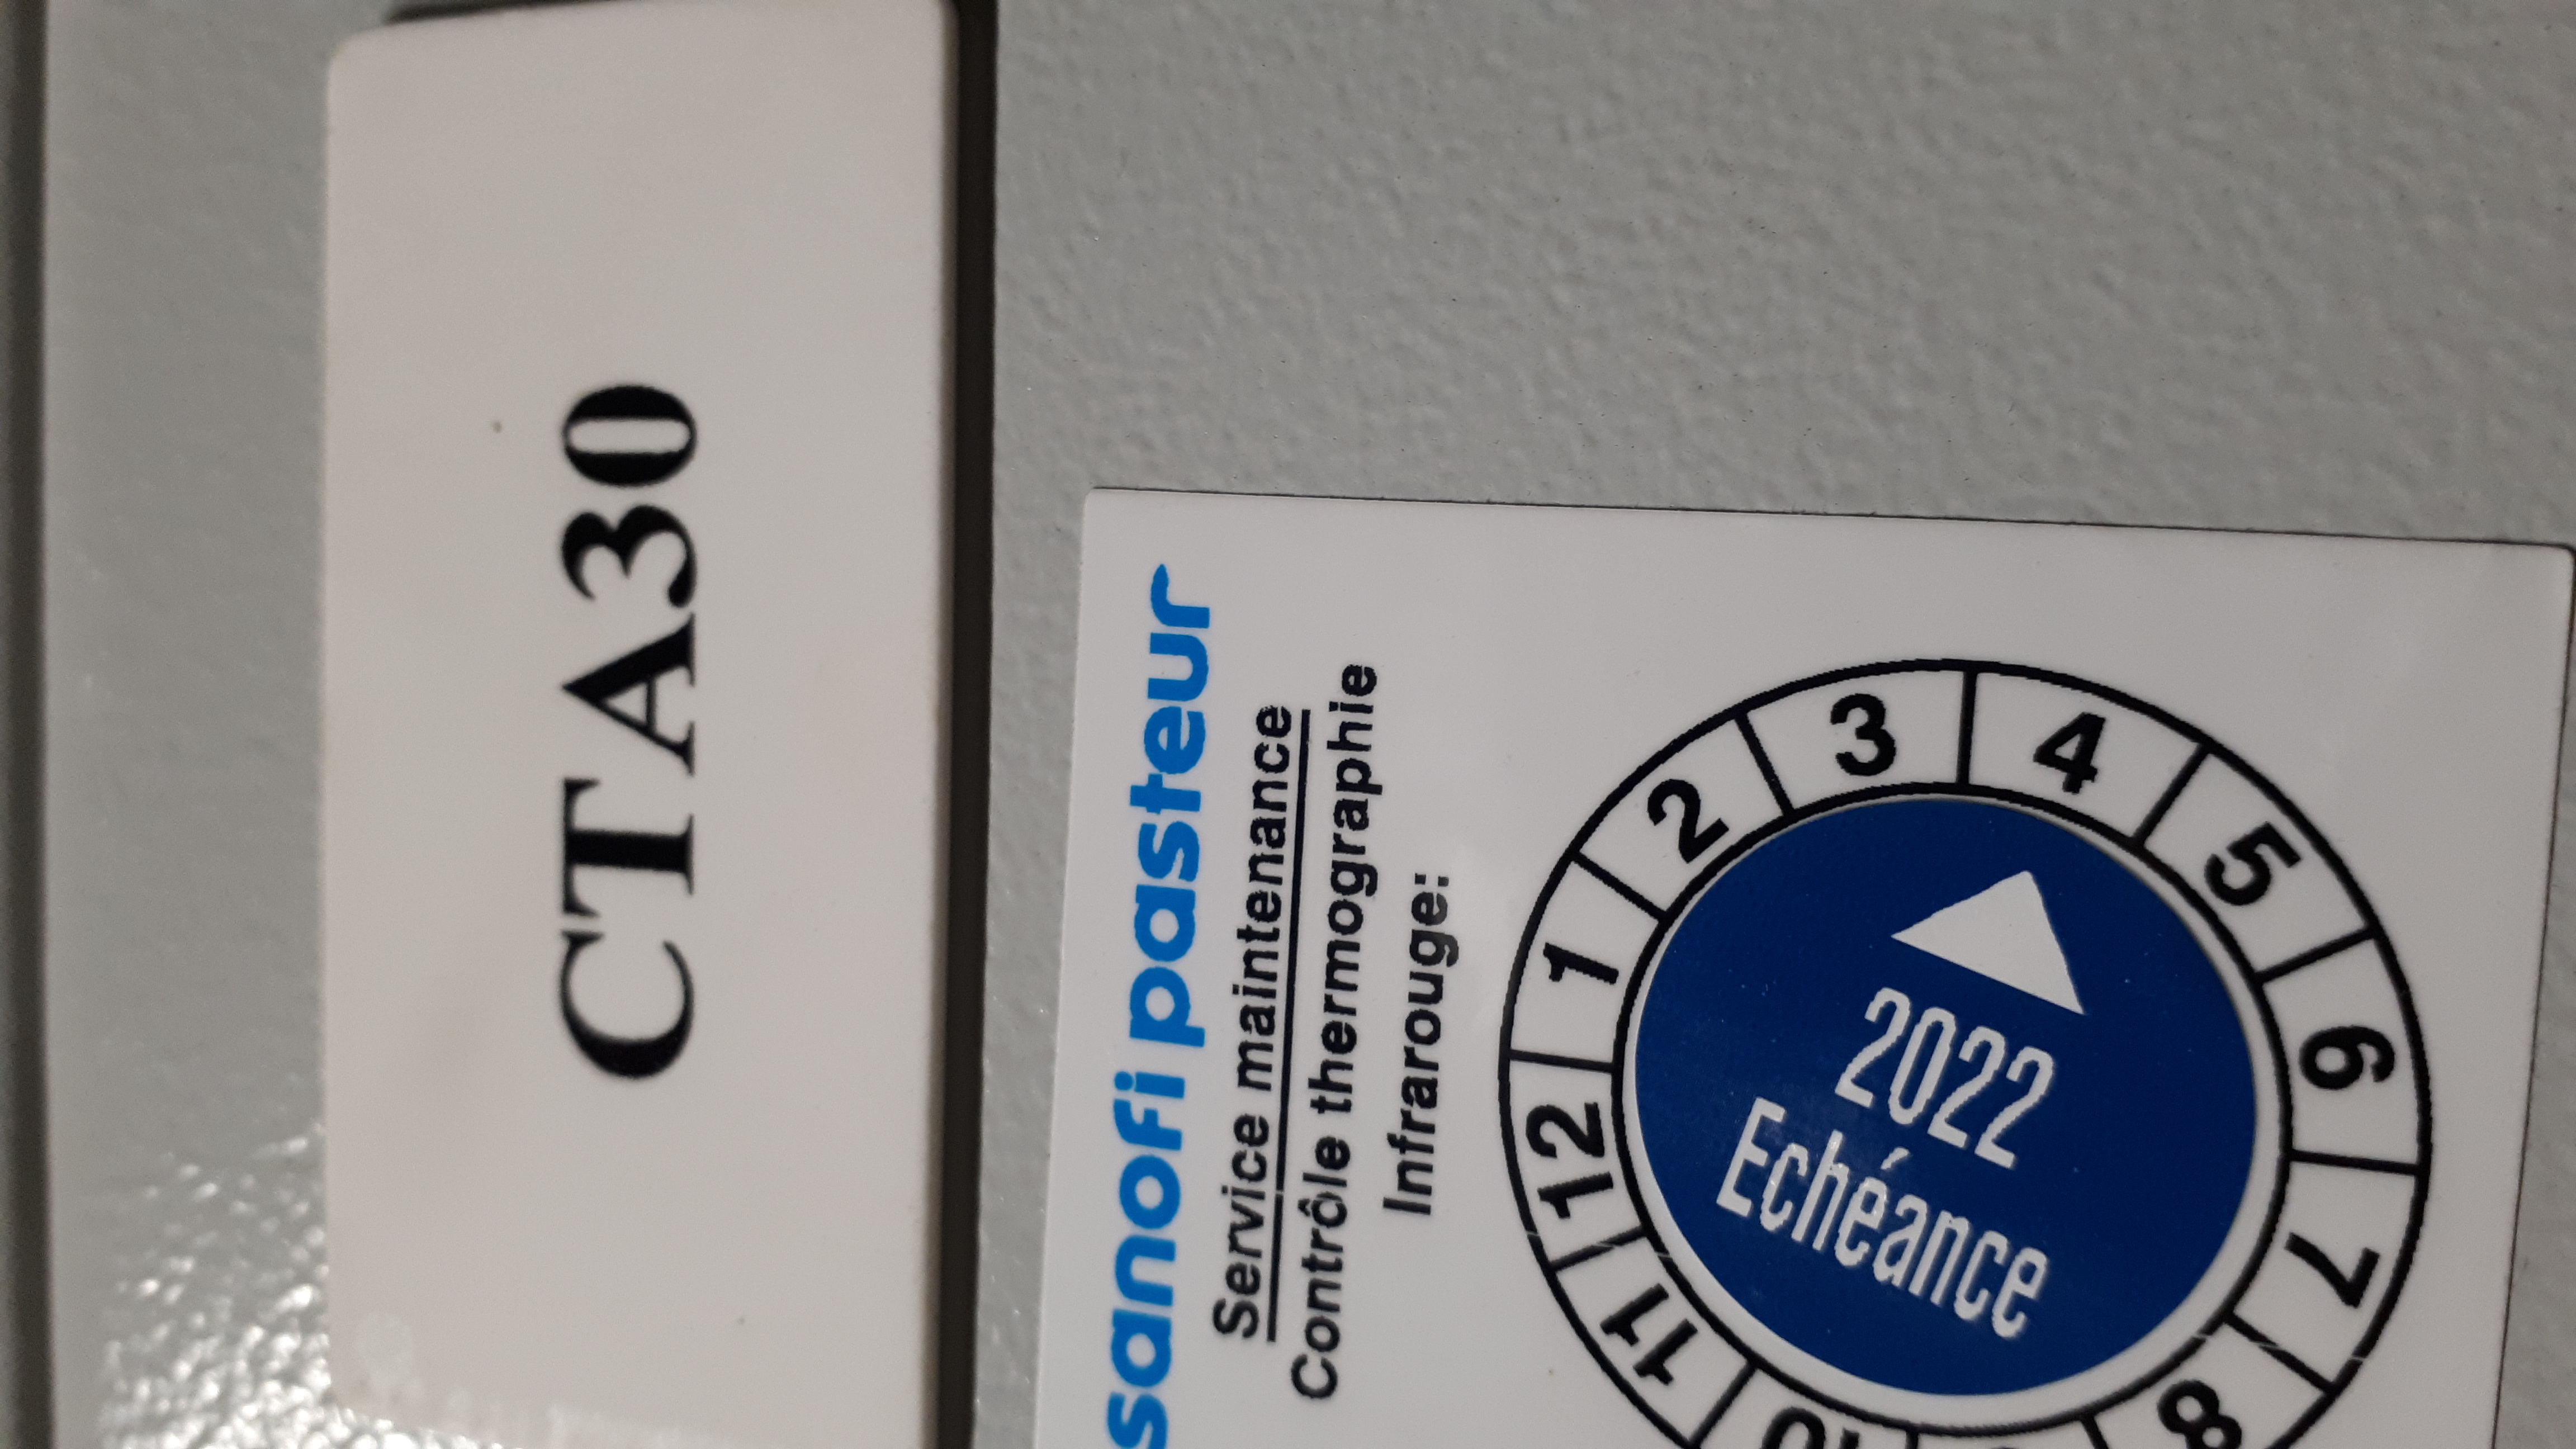 CTA30
sanofi pasteur
Service maintenance
Contrôle thermographie
Infrarouge:
1
2
3
4
5
6
7
8
11
12
2022
Echéance